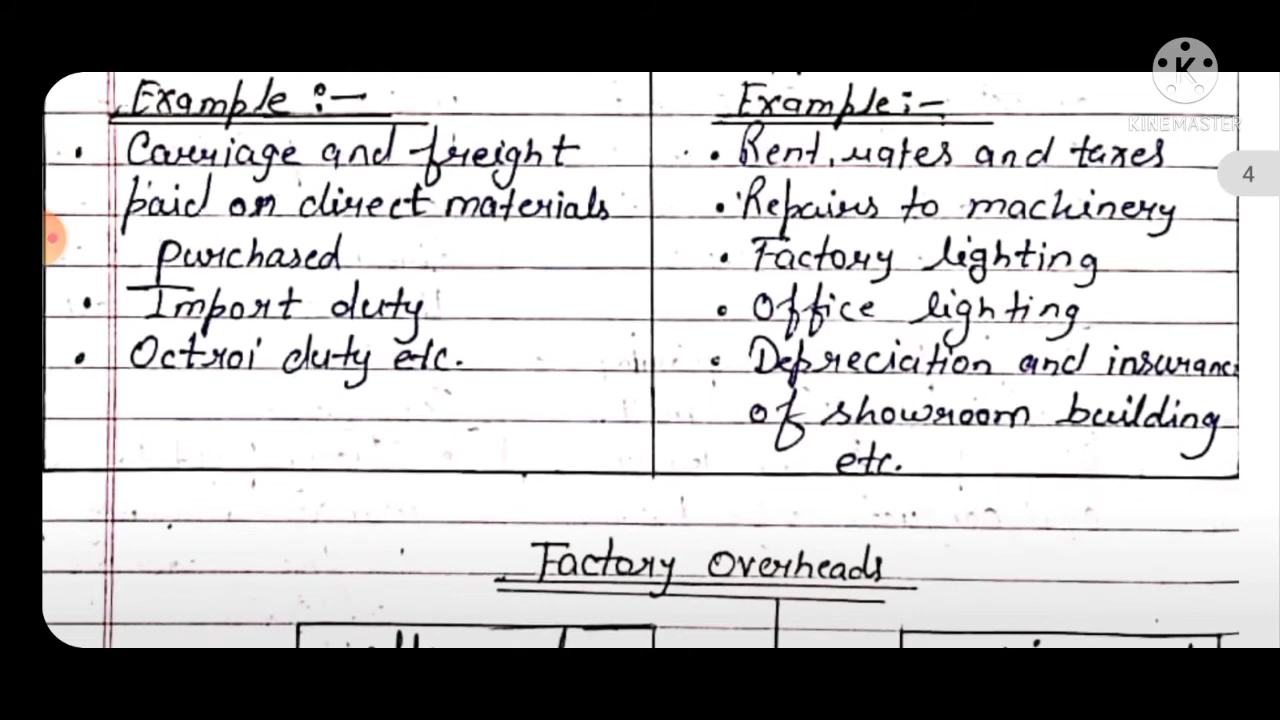 Example :-
• Carriage and freight
paid on direct materials
purchased
• Import duty
• Octroi duty etc.
Example :-
• Rent, rates and taxes
• Repairs to machinery
• Factory lighting
• Office lighting
• Depreciation and insurance
of showroom building
etc.
Factory Overheads
K
KINEMASTER
4